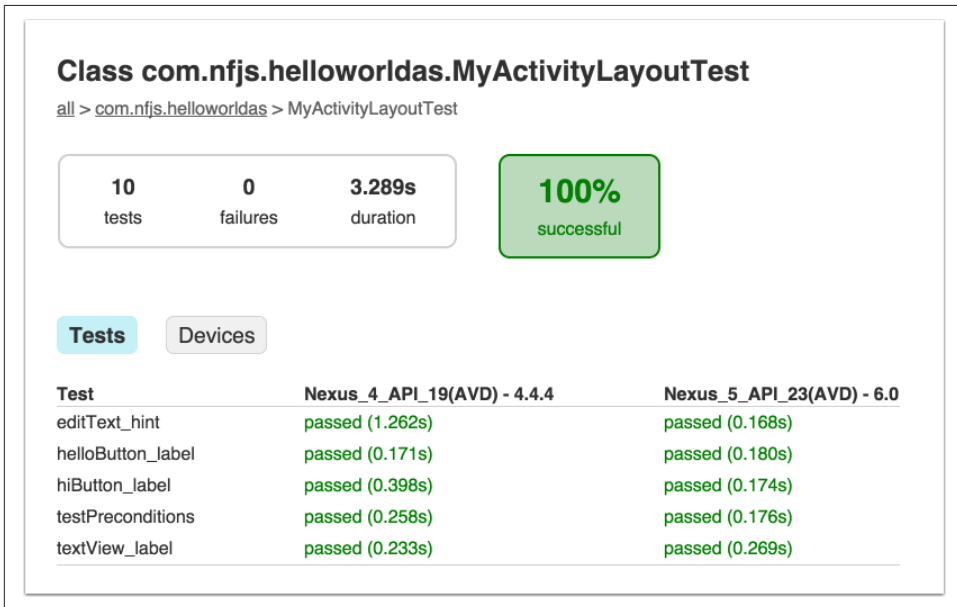 Class com.nfjs.helloworldas.MyActivityLayoutTest
all > com.nfjs.helloworldas > MyActivityLayoutTest
10 0 3.289s 100%
tests failures duration successful
Tests Devices
Test Nexus_4_API_19(AVD) - 4.4.4 Nexus_5_API_23(AVD) - 6.0
editText_hint passed (1.262s) passed (0.168s)
helloButton_label passed (0.171s) passed (0.180s)
hiButton_label passed (0.398s) passed (0.174s)
testPreconditions passed (0.258s) passed (0.176s)
textView_label passed (0.233s) passed (0.269s)